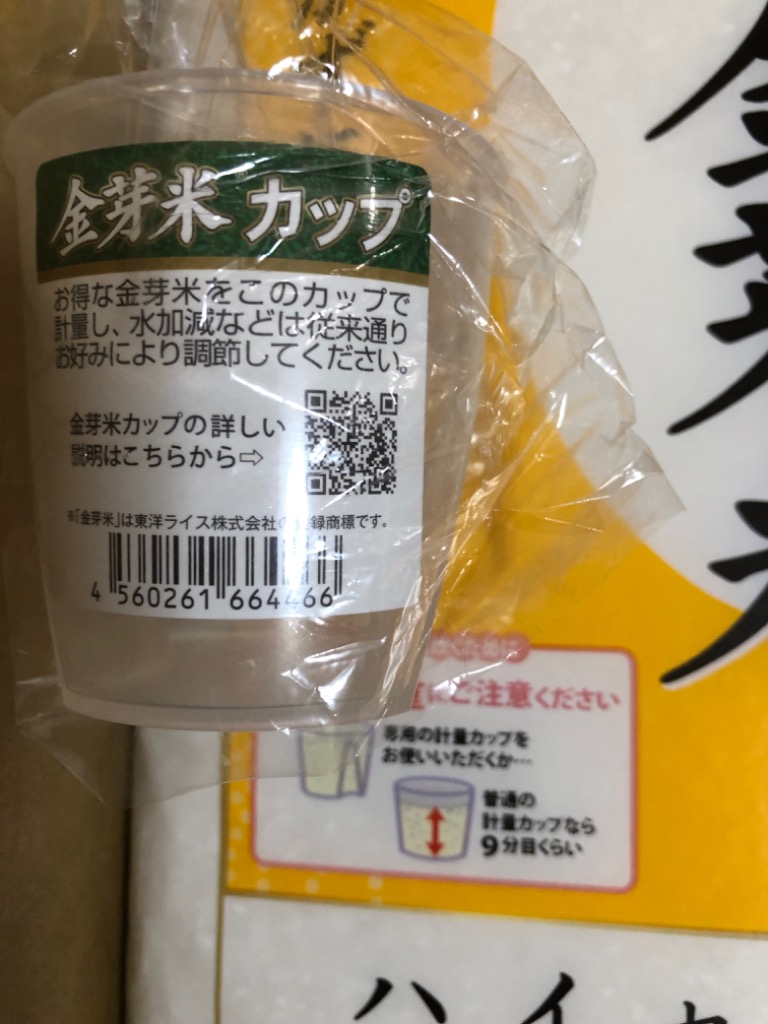 金芽米 カップ
お得な金芽米をこのカップで
計量し、水加減などは従来通り
お好みにより調節してください。
金芽米カップの詳しい
説明はこちらから⇨
※「金芽米」は東洋ライス株式会社の登録商標です。
4 560261 664466
にご注意ください
専用の計量カップを
お使いいただくか…
普通の
計量カップなら
9分目くらい
金芽米
ハイ